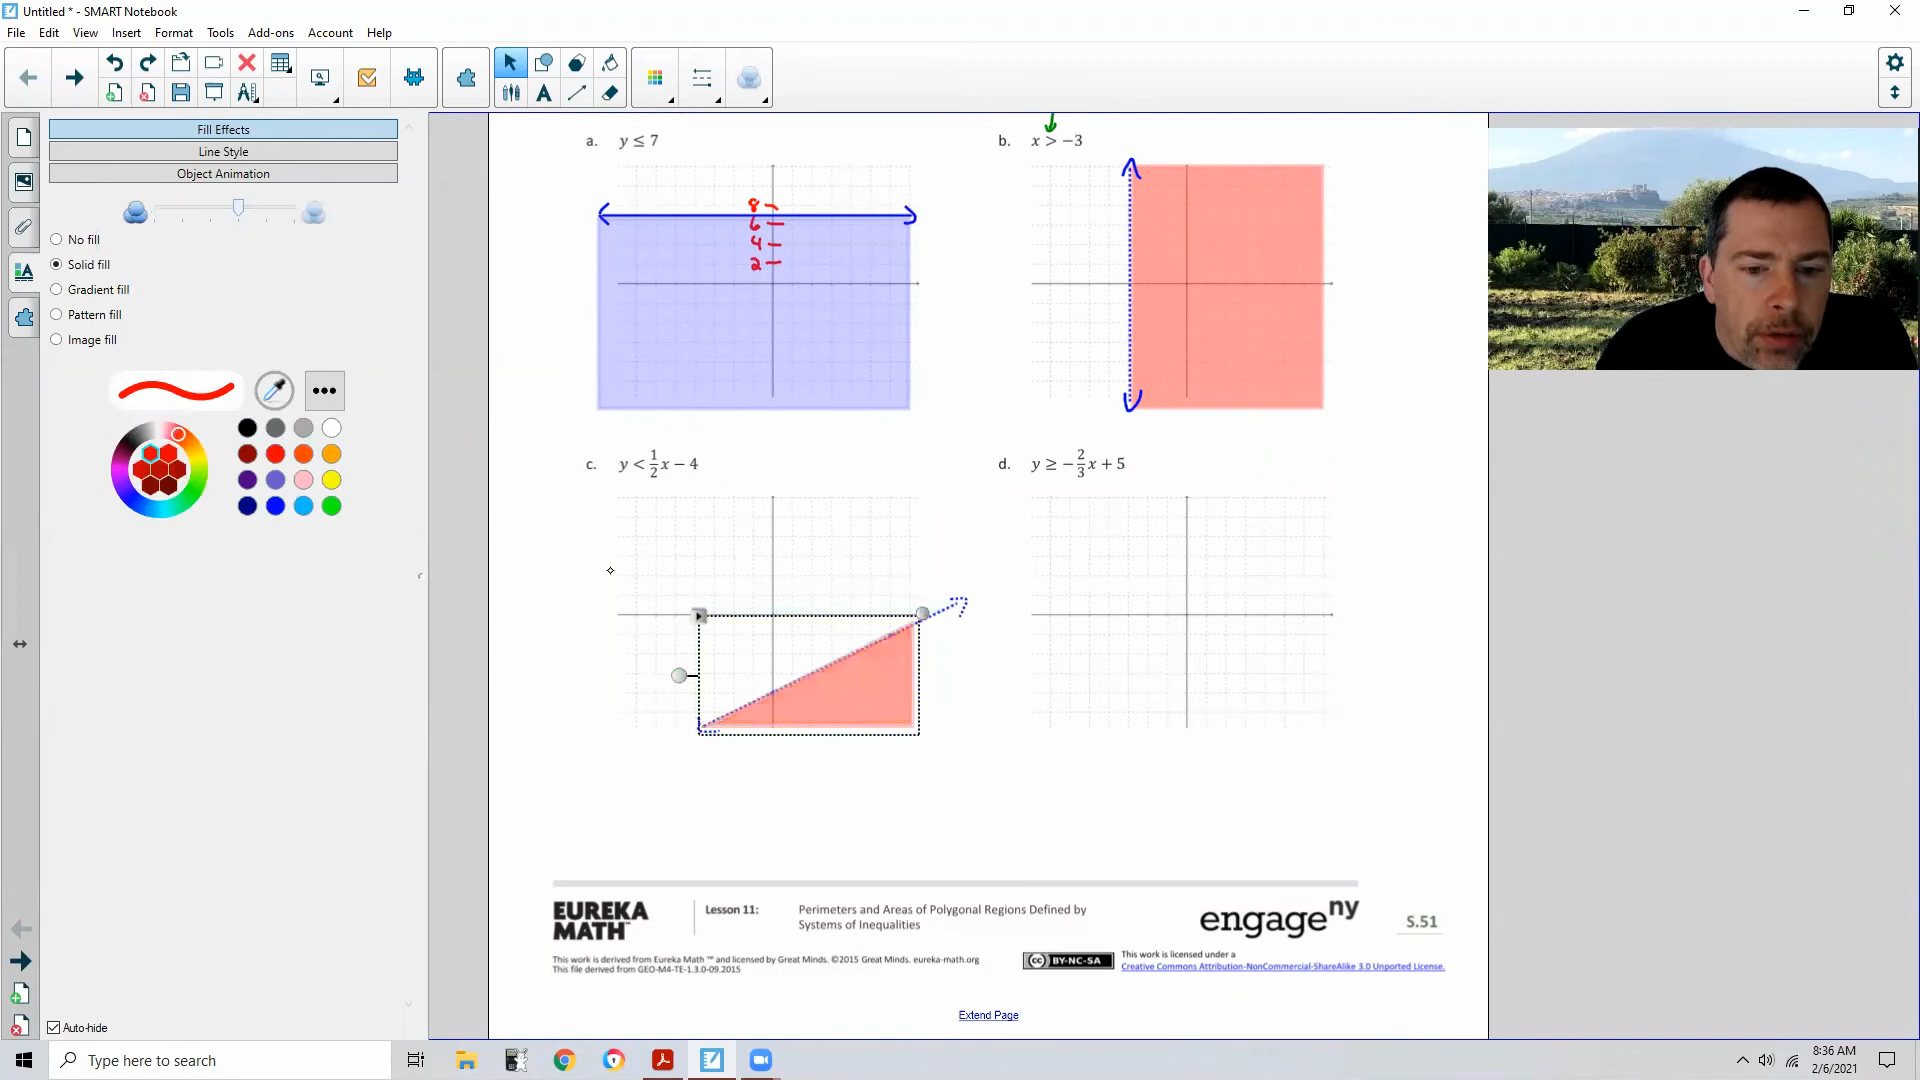 Untitled * - SMART Notebook
File Edit View Insert Format Tools Add-ons Account Help
Fill Effects
Line Style
Object Animation
No fill
Solid fill
Gradient fill
Pattern fill
Image fill
Auto-hide
a. y ≤ 7
b. x > −3
8
6
4
2
c. y < 1/2 x − 4
d. y ≥ −2/3 x + 5
EUREKA MATH™
Lesson 11: Perimeters and Areas of Polygonal Regions Defined by
Systems of Inequalities
engage ny
S.51
This work is derived from Eureka Math ™ and licensed by Great Minds. ©2015 Great Minds. eureka-math.org
This file derived from GEO-M4-TE-1.3.0-09.2015
CC BY-NC-SA
This work is licensed under a
Creative Commons Attribution-NonCommercial-ShareAlike 3.0 Unported License.
Extend Page
Type here to search
8:36 AM
2/6/2021